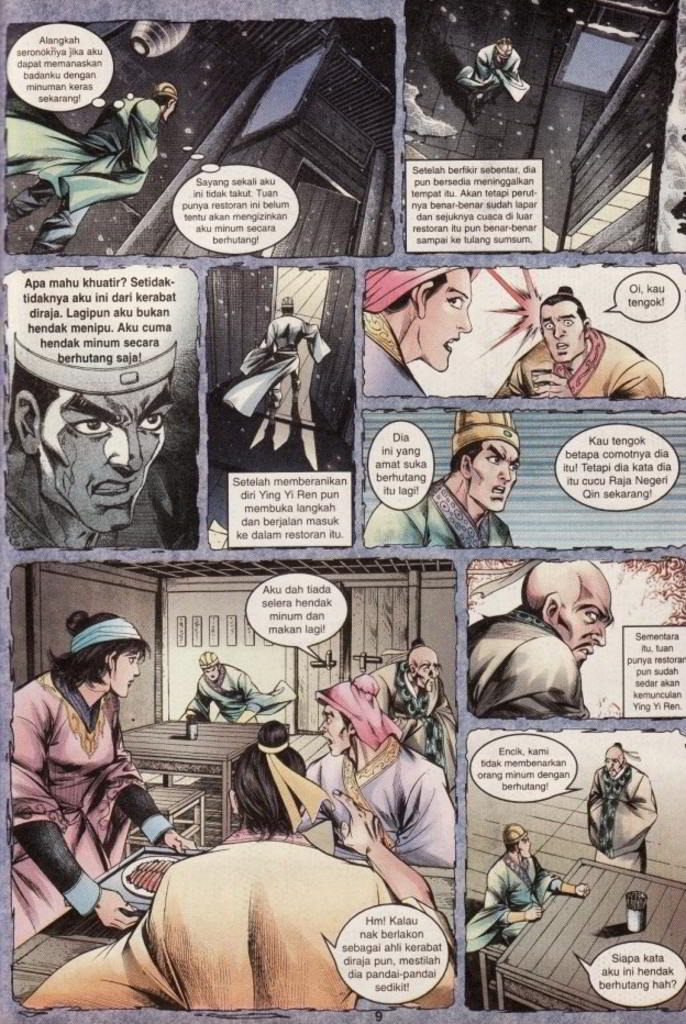 Alangkah
seronoknya jika aku
dapat memanaskan
badanku dengan
minuman keras
sekarang!
Sayang sekali aku
ini tidak takut. Tuan
punya restoran ini belum
tentu akan mengizinkan
aku minum secara
berhutang!
Setelah berfikir sebentar, dia
pun bersedia meninggalkan
tempat itu. Akan tetapi perut-
nya benar-benar sudah lapar
dan sejuknya cuaca di luar
restoran itu pun benar-benar
sampai ke tulang sumsum.
Apa mahu khuatir? Setidak-
tidaknya aku ini dari kerabat
diraja. Lagipun aku bukan
hendak menipu. Aku cuma
hendak minum secara
berhutang saja!
Setelah memberanikan
diri Ying Yi Ren pun
membuka langkah
dan berjalan masuk
ke dalam restoran itu.
Oi, kau
tengok!
Dia
ini yang
amat suka
berhutang
itu lagi!
Kau tengok
betapa comotnya dia
itu! Tetapi dia kata dia
itu cucu Raja Negeri
Qin sekarang!
Aku dah tiada
selera hendak
minum dan
makan lagi!
Hm! Kalau
nak berlakon
sebagai ahli kerabat
diraja pun, mestilah
dia pandai-pandai
sedikit!
Sementara
itu, tuan
punya restoran
pun sudah
sedar akan
kemunculan
Ying Yi Ren.
Encik, kami
tidak membenarkan
orang minum dengan
berhutang!
Siapa kata
aku ini hendak
berhutang hah?
9